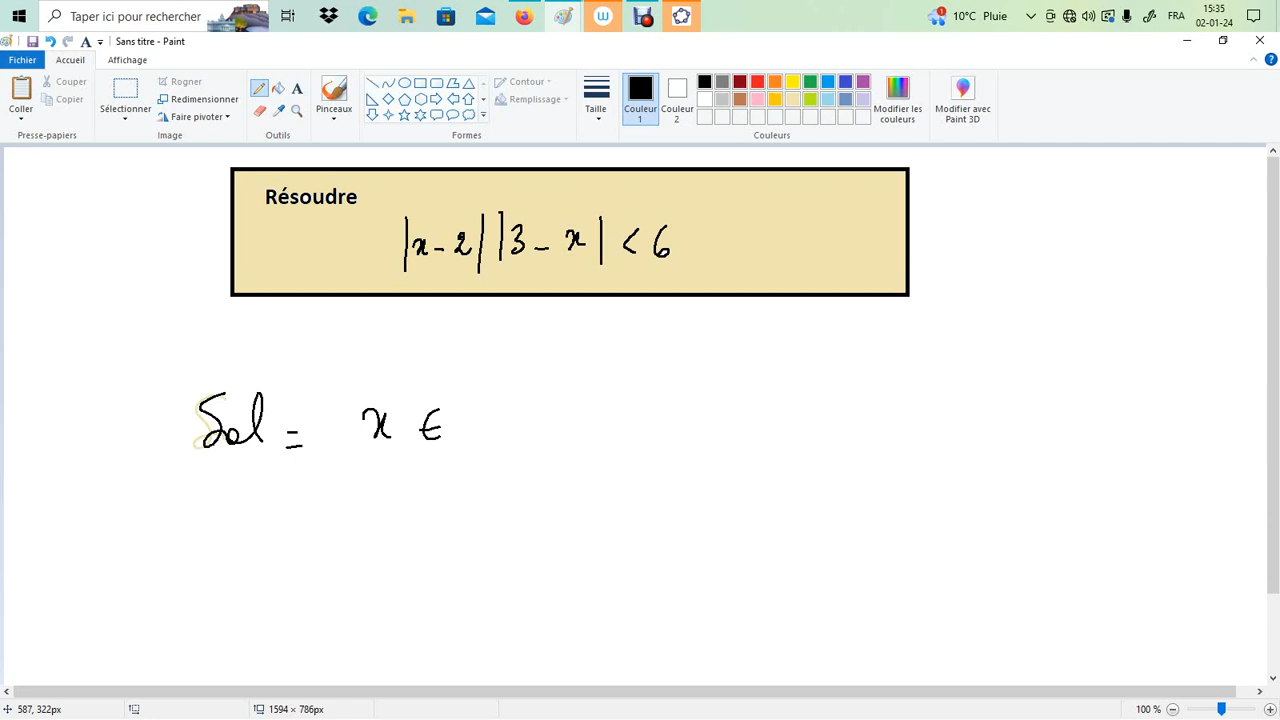 Taper ici pour rechercher
10°C Pluie
FRA
15:35
02-01-24
Sans titre - Paint
Fichier
Accueil
Affichage
Coller
Couper
Copier
Presse-papiers
Sélectionner
Rogner
Redimensionner
Faire pivoter
Image
A
Outils
Pinceaux
Contour
Remplissage
Formes
Taille
Couleur 1
Couleur 2
Modifier les couleurs
Couleurs
Modifier avec Paint 3D
Résoudre
|x-2| |3-x| < 6
Sol = x ∈
587, 322px
1594 × 786px
100 %